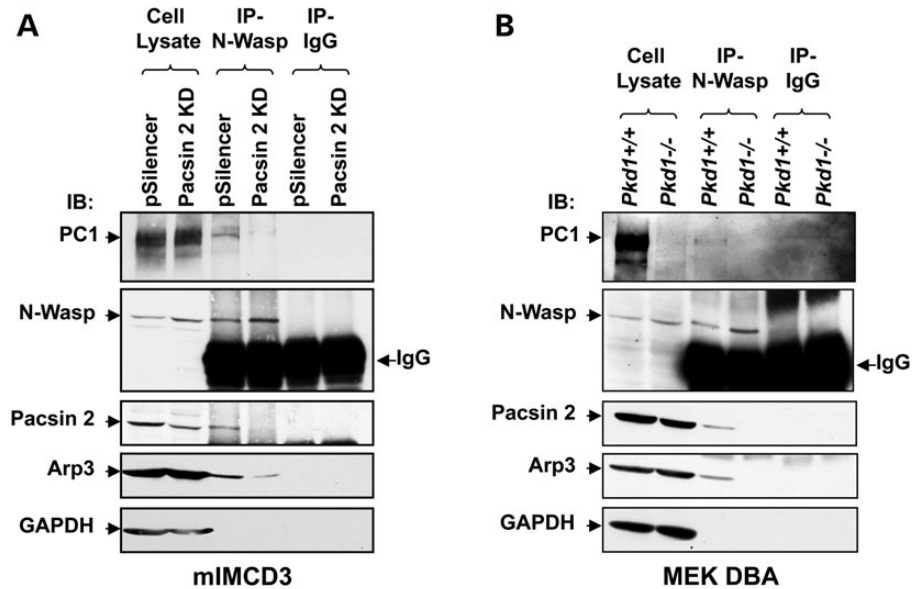 A
Cell Lysate
IP-N-Wasp
IP-IgG
pSilencer
Pacsin 2 KD
pSilencer
Pacsin 2 KD
pSilencer
Pacsin 2 KD
IB:
PC1
N-Wasp
IgG
Pacsin 2
Arp3
GAPDH
mIMCD3
B
Cell Lysate
IP-N-Wasp
IP-IgG
Pkd1+/+
Pkd1-/-
Pkd1+/+
Pkd1-/-
Pkd1+/+
Pkd1-/-
IB:
PC1
N-Wasp
IgG
Pacsin 2
Arp3
GAPDH
MEK DBA